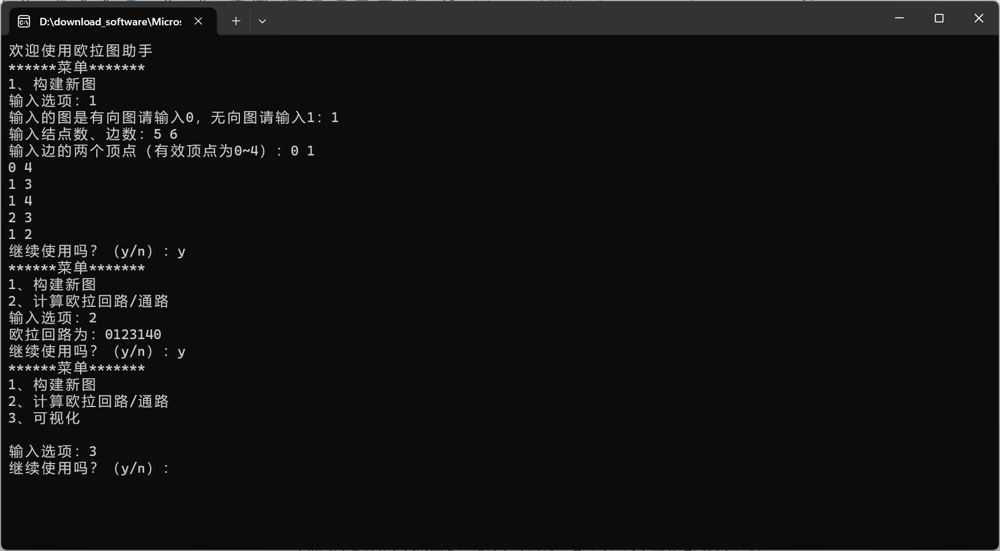 D:\download_software\Micros
欢迎使用欧拉图助手
******菜单*******
1、构建新图
输入选项：1
输入的图是有向图请输入0，无向图请输入1：1
输入结点数、边数：5 6
输入边的两个顶点（有效顶点为0~4）：0 1
0 4
1 3
1 4
2 3
1 2
继续使用吗？（y/n）：y
******菜单*******
1、构建新图
2、计算欧拉回路/通路
输入选项：2
欧拉回路为：0123140
继续使用吗？（y/n）：y
******菜单*******
1、构建新图
2、计算欧拉回路/通路
3、可视化
输入选项：3
继续使用吗？（y/n）：